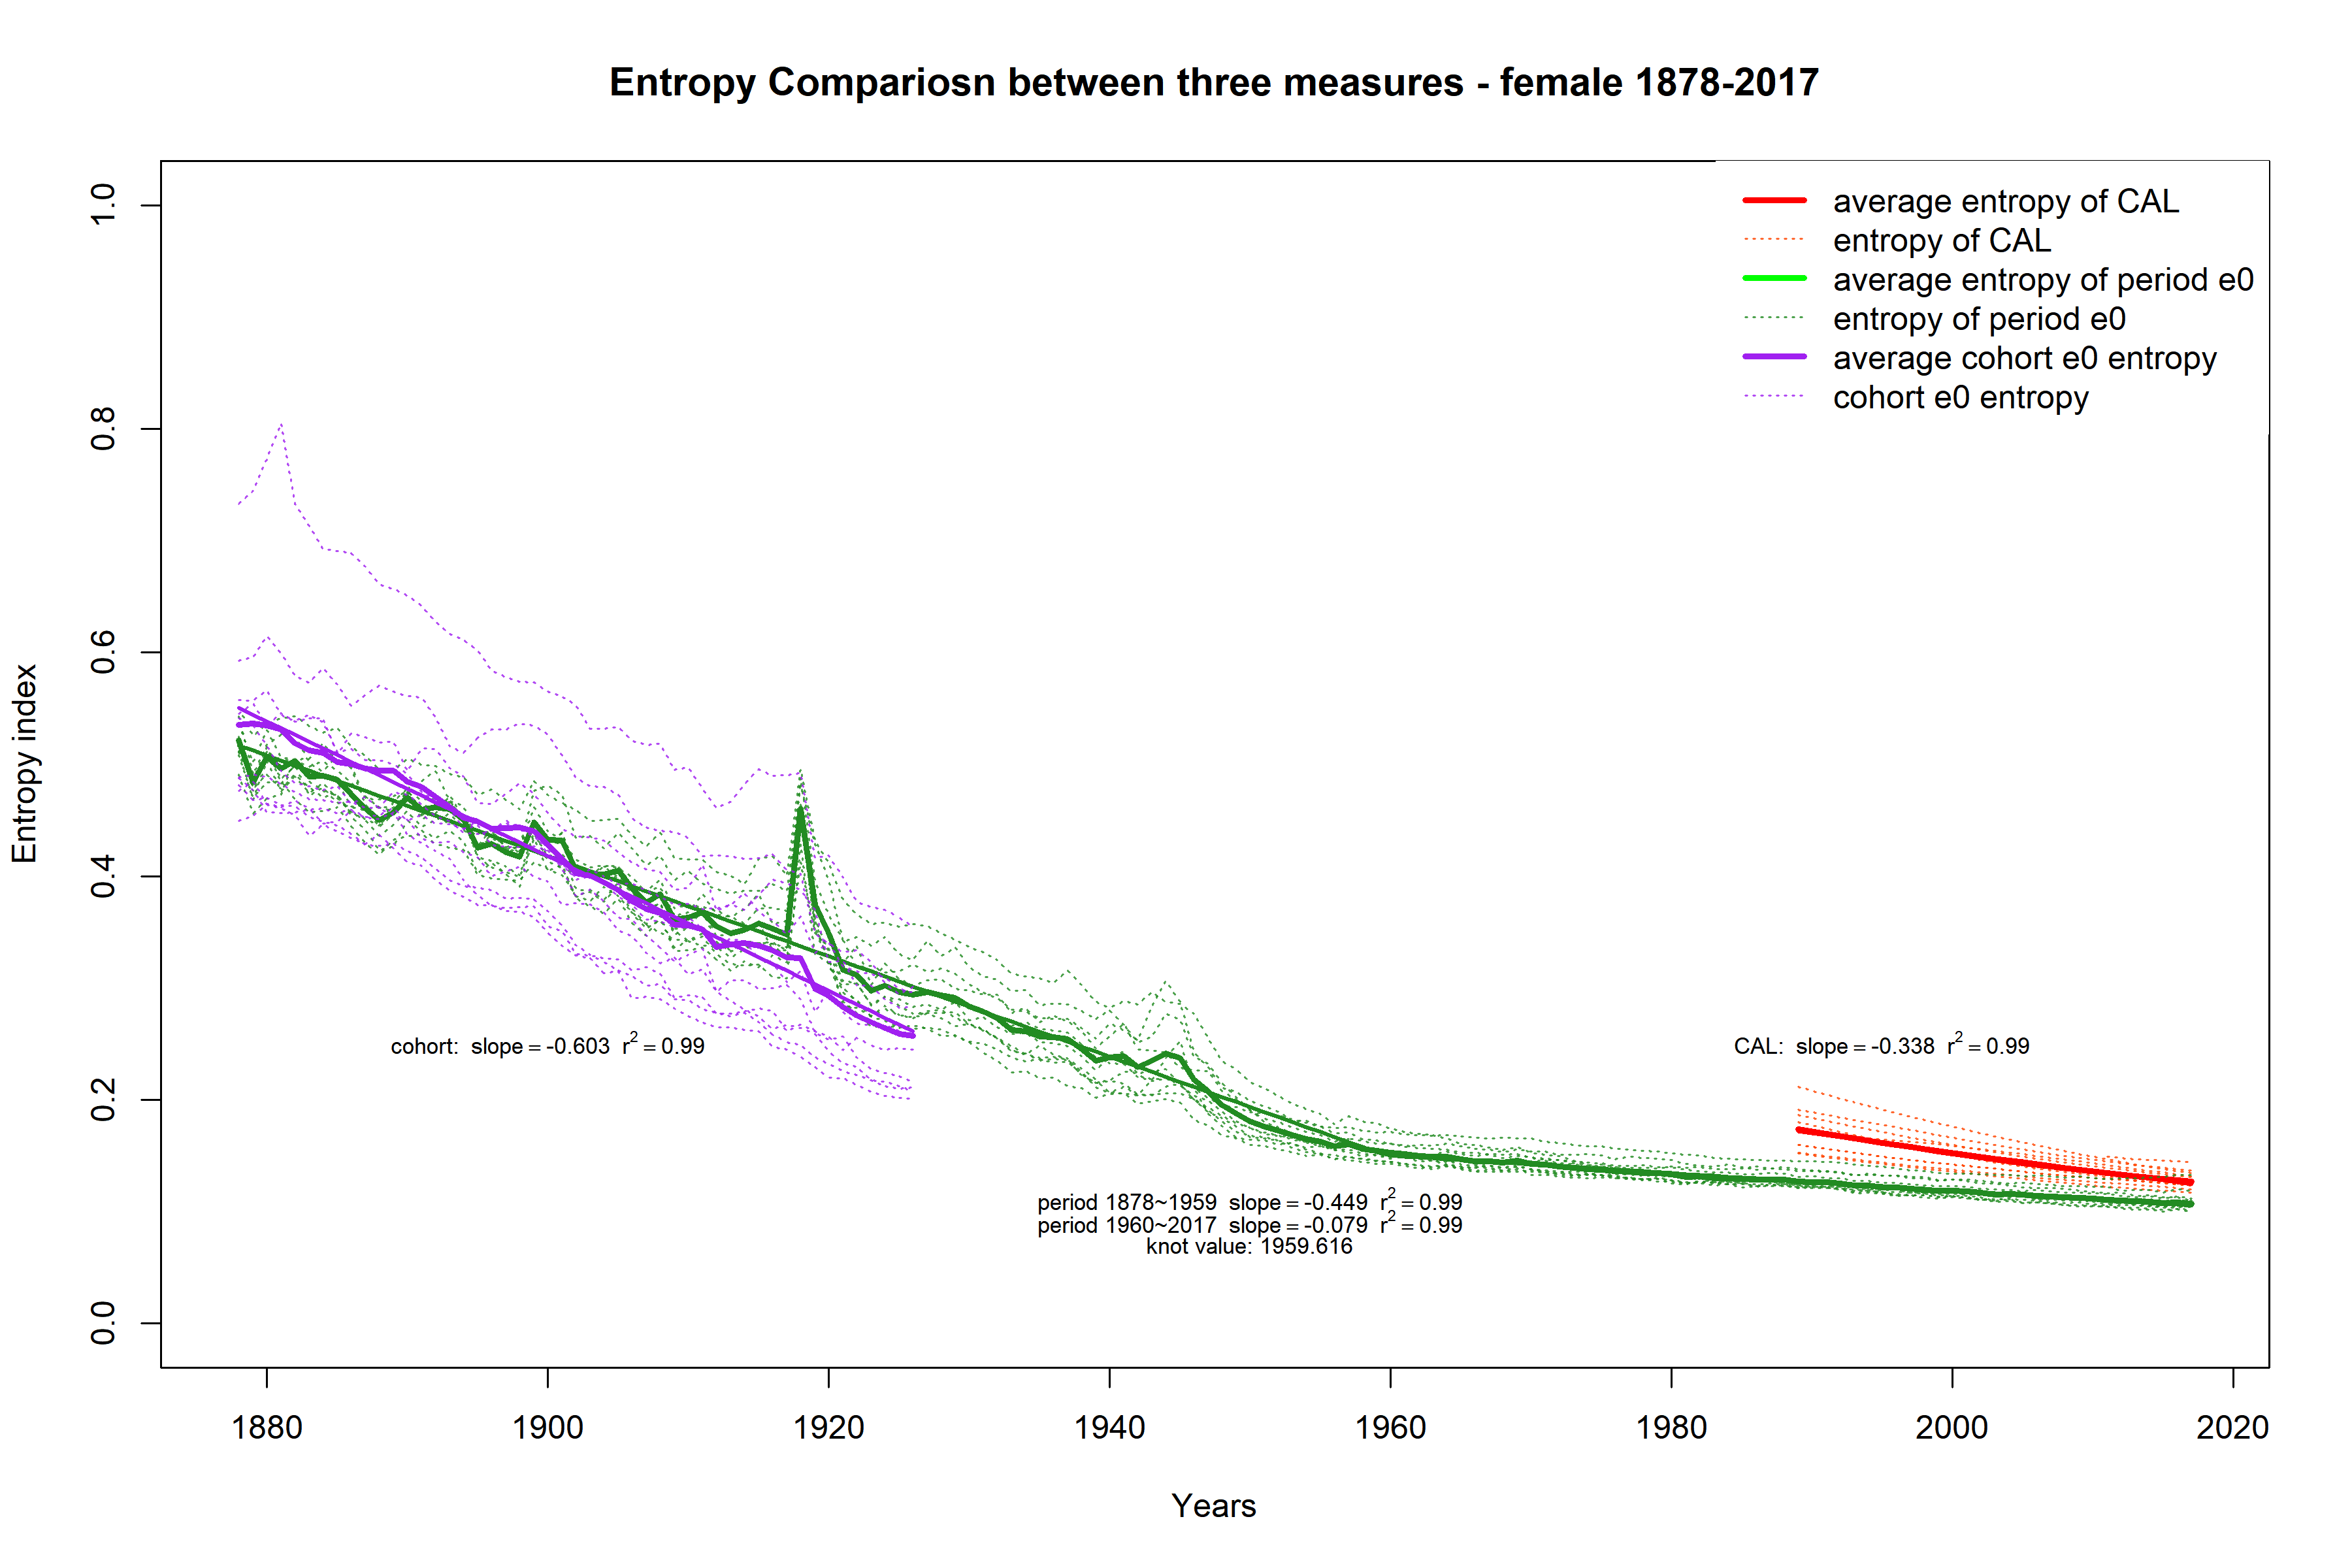 Entropy Compariosn between three measures - female 1878-2017
average entropy of CAL
entropy of CAL
average entropy of period e0
entropy of period e0
average cohort e0 entropy
cohort e0 entropy
Entropy index
1.0
0.8
0.6
0.4
0.2
0.0
cohort: slope = -0.603 r² = 0.99
CAL: slope = -0.338 r² = 0.99
period 1878~1959 slope = -0.449 r² = 0.99
period 1960~2017 slope = -0.079 r² = 0.99
knot value: 1959.616
1880 1900 1920 1940 1960 1980 2000 2020
Years